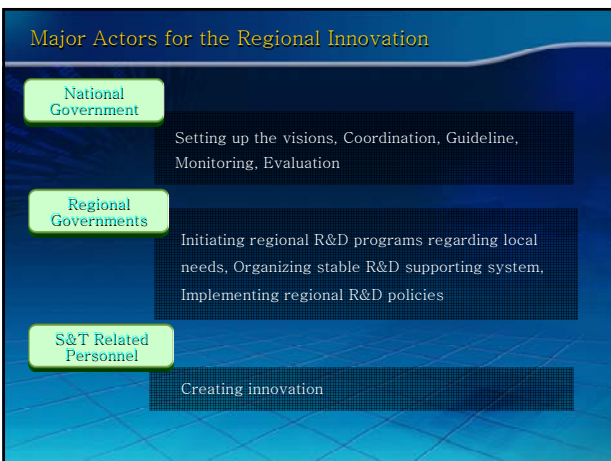 Major Actors for the Regional Innovation
National
Government
Setting up the visions, Coordination, Guideline,
Monitoring, Evaluation
Regional
Governments
Initiating regional R&D programs regarding local
needs, Organizing stable R&D supporting system,
Implementing regional R&D policies
S&T Related
Personnel
Creating innovation